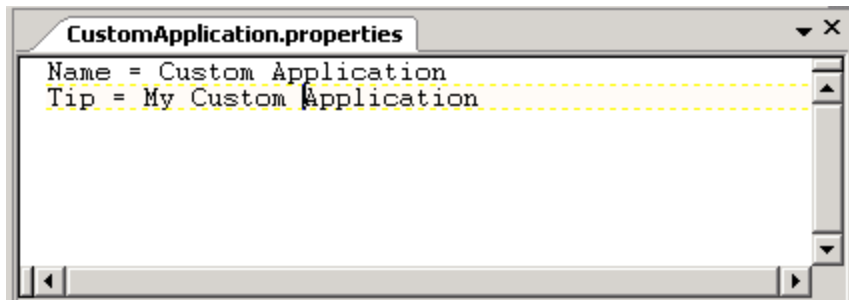 CustomApplication.properties
Name = Custom Application
Tip = My Custom Application